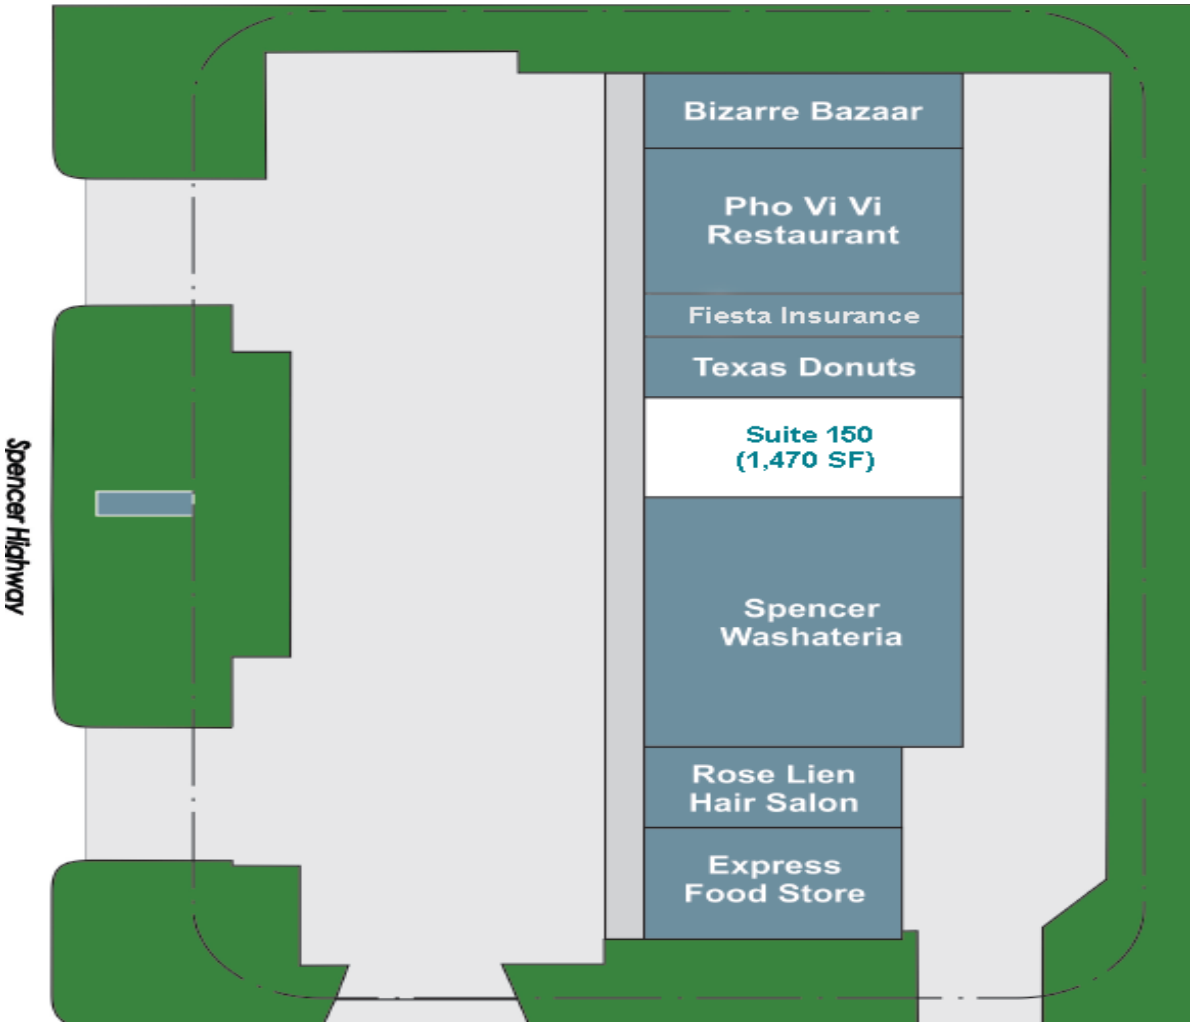 Bizarre Bazaar
Pho Vi Vi
Restaurant
Fiesta Insurance
Texas Donuts
Suite 150
(1,470 SF)
Spencer Highway
Spencer
Washateria
Rose Lien
Hair Salon
Express
Food Store